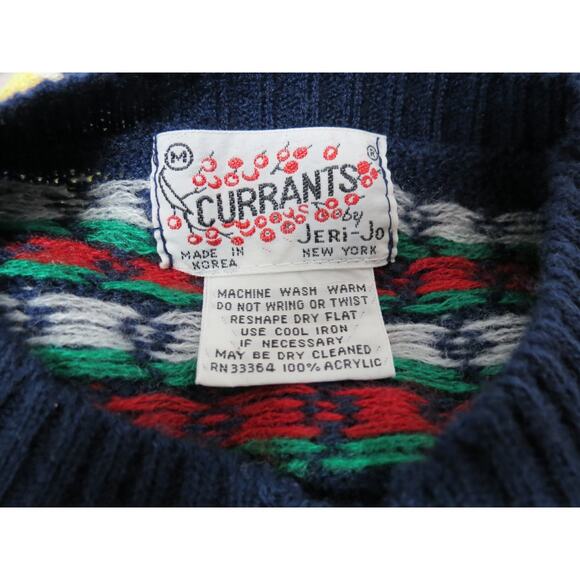 M
®
CURRANTS
by
JERI-JO
MADE IN
KOREA
NEW YORK
MACHINE WASH WARM
DO NOT WRING OR TWIST
RESHAPE DRY FLAT
USE COOL IRON
IF NECESSARY
MAY BE DRY CLEANED
RN33364 100% ACRYLIC